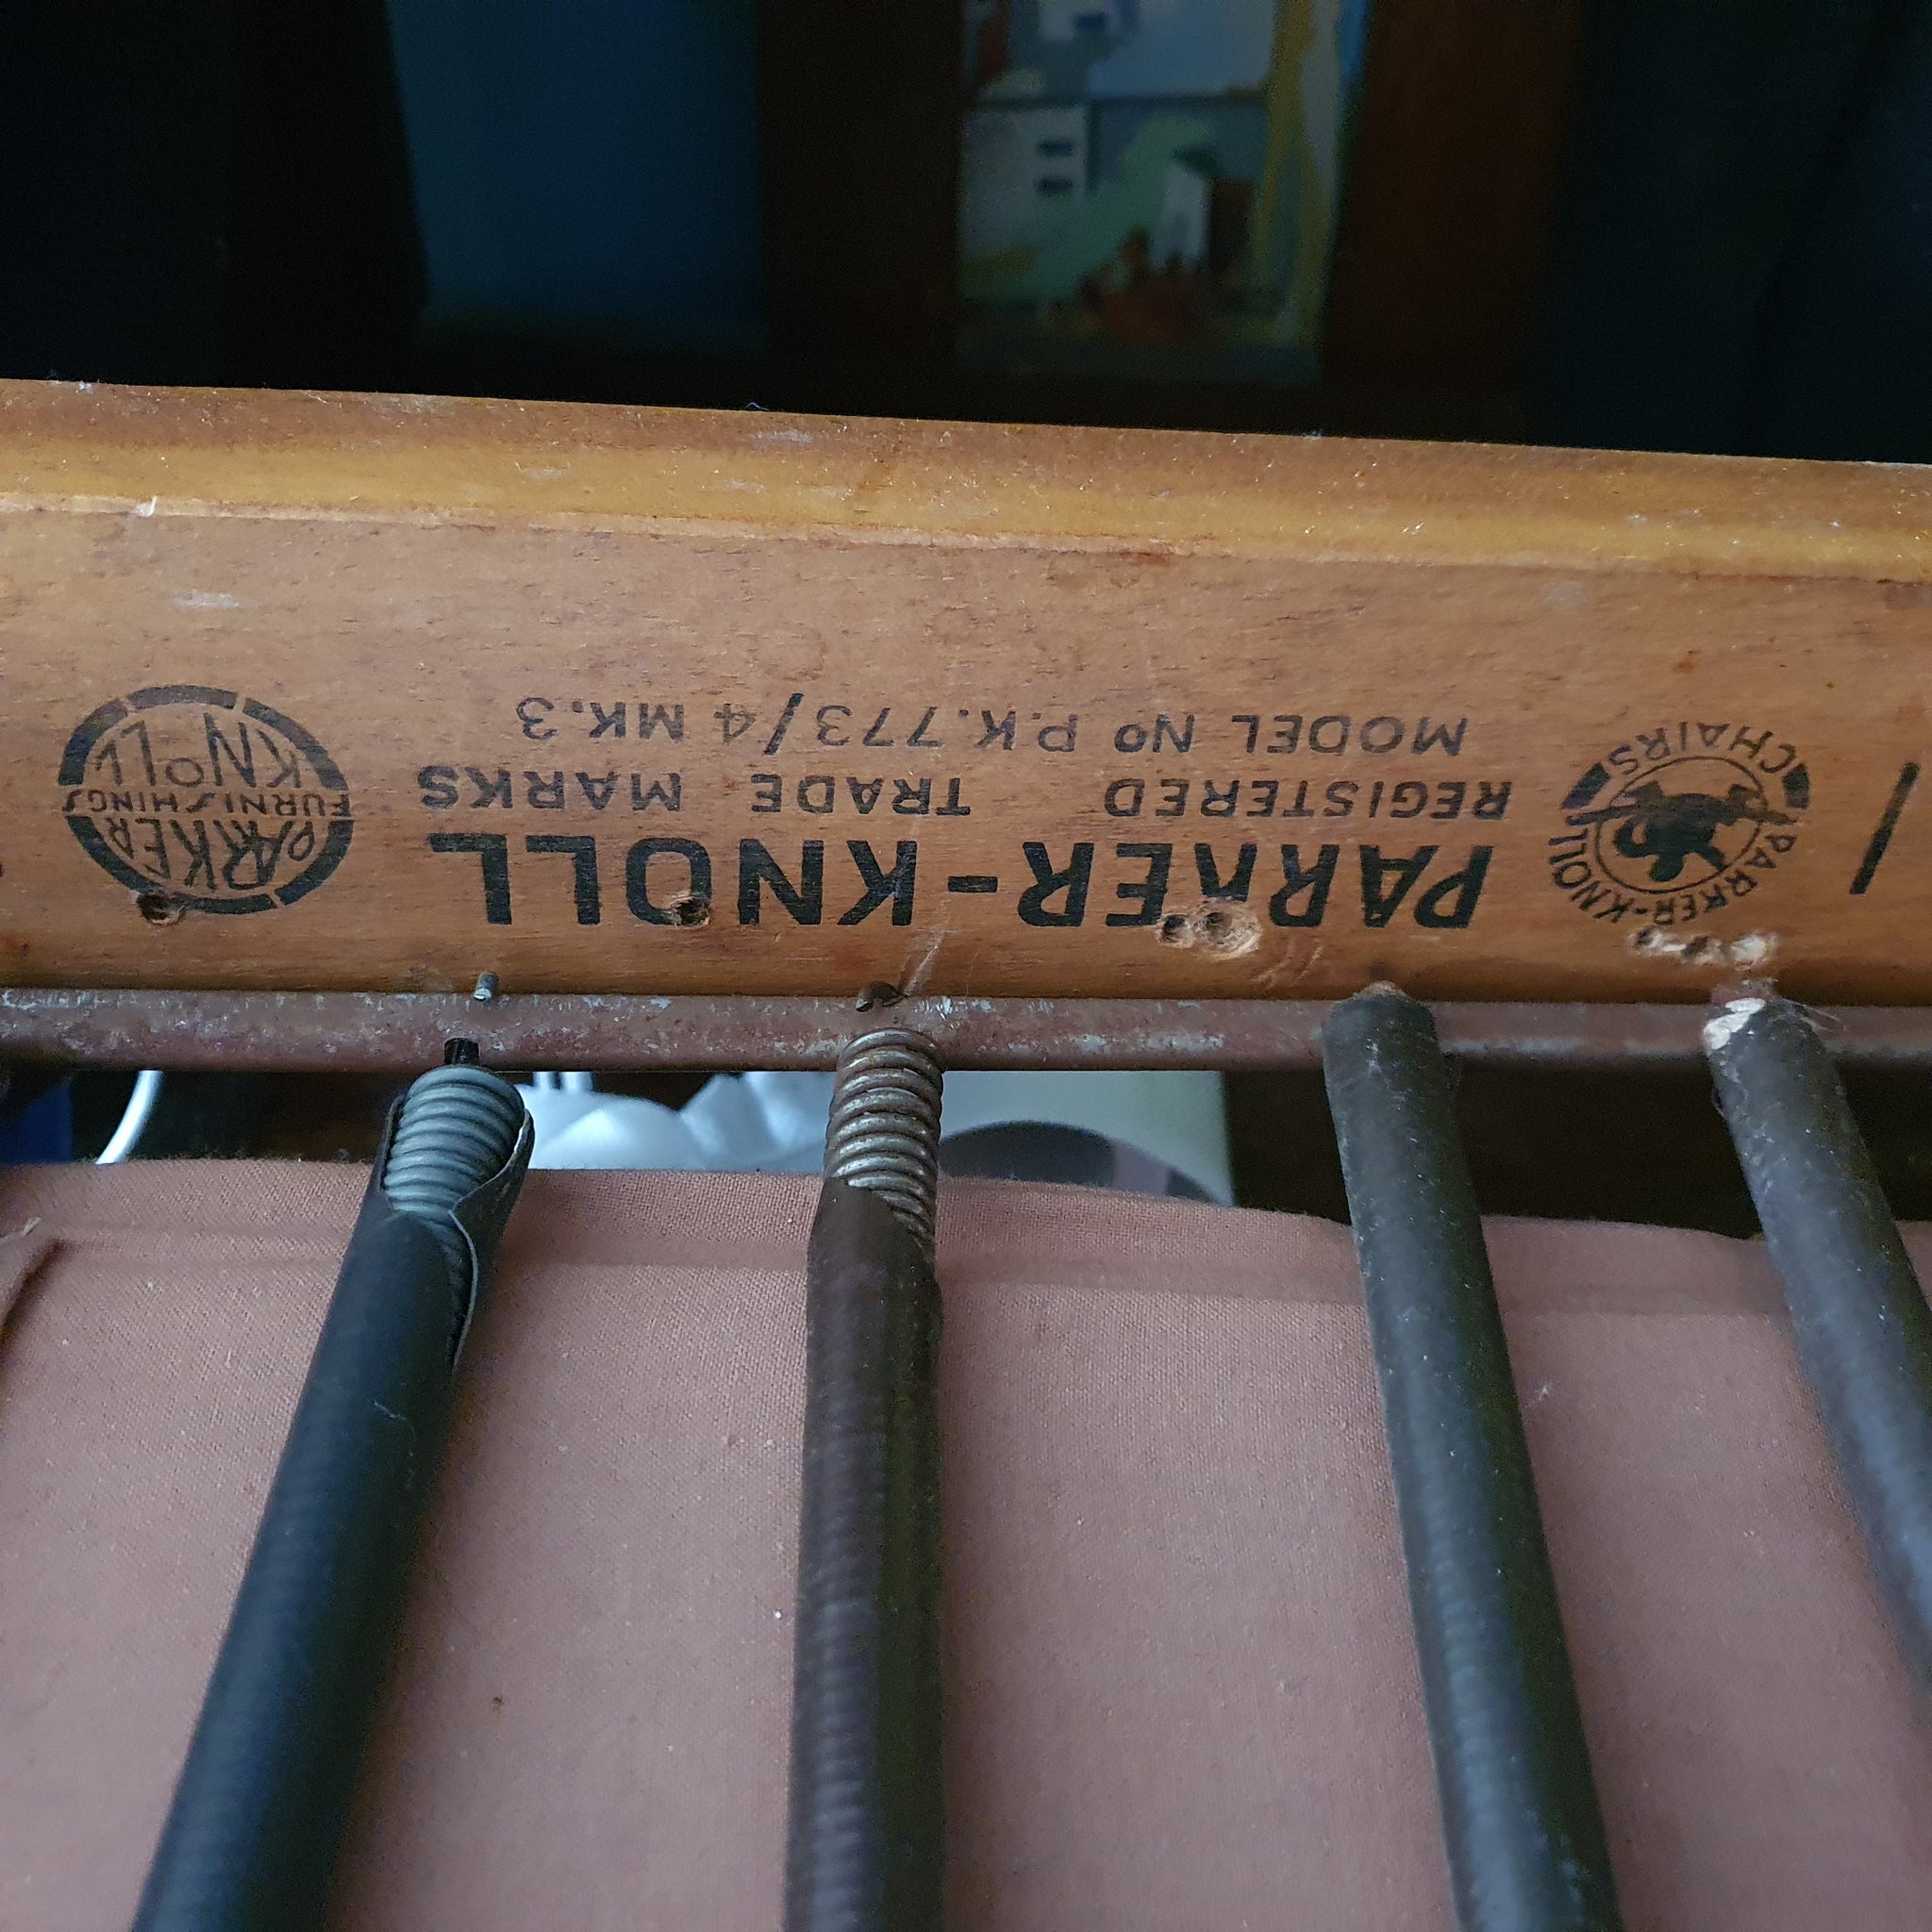 PARKER-KNOLL
CHAIRS
PARKER-KNOLL
REGISTERED TRADE MARKS
MODEL No P.K.773/4 MK.3
PARKER
FURNISHINGS
KNOLL